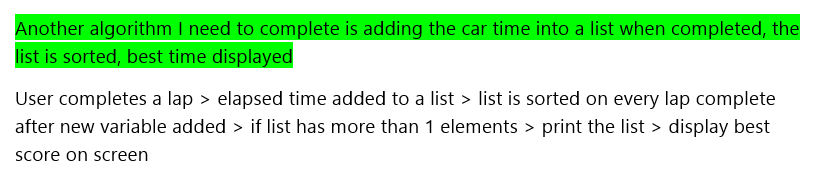 Another algorithm I need to complete is adding the car time into a list when completed, the
list is sorted, best time displayed
User completes a lap > elapsed time added to a list > list is sorted on every lap complete
after new variable added > if list has more than 1 elements > print the list > display best
score on screen